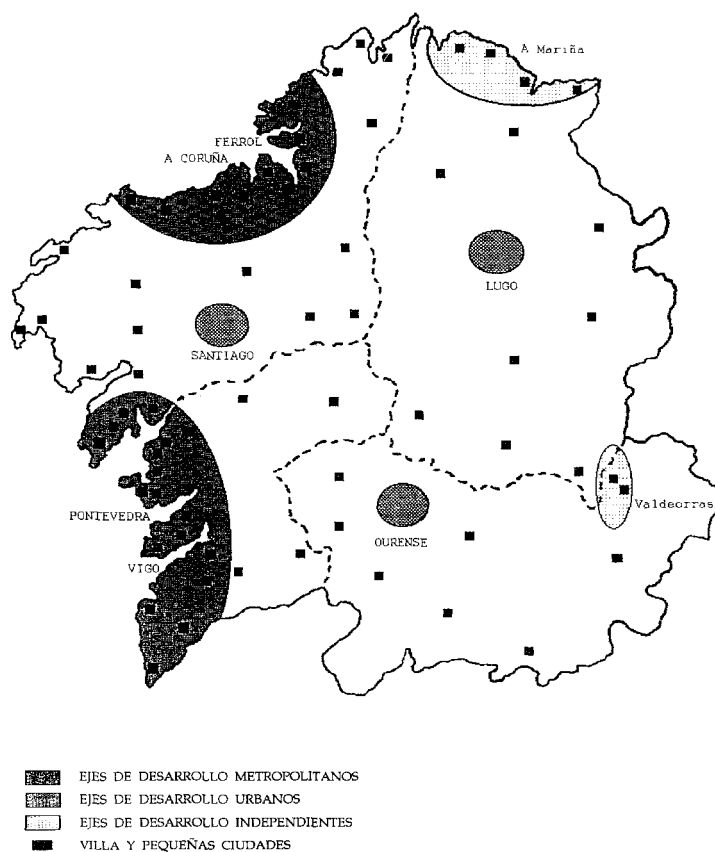 A Mariña
FERROL
A CORUÑA
LUGO
SANTIAGO
PONTEVEDRA
Valdeorras
OURENSE
VIGO
EJES DE DESARROLLO METROPOLITANOS
EJES DE DESARROLLO URBANOS
EJES DE DESARROLLO INDEPENDIENTES
VILLA Y PEQUEÑAS CIUDADES